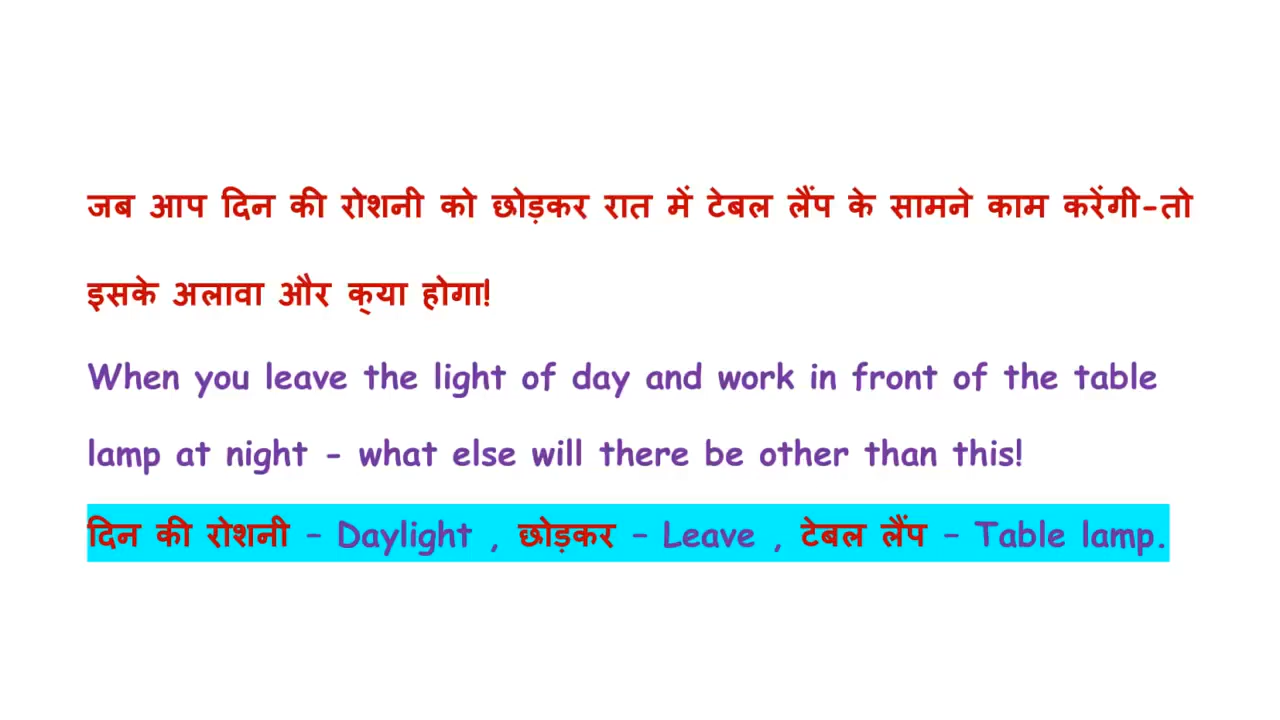 जब आप दिन की रोशनी को छोड़कर रात में टेबल लैंप के सामने काम करेंगी-तो
इसके अलावा और क्‌या होगा!
When you leave the light of day and work in front of the table
lamp at night - what else will there be other than this!
दिन की रोशनी – Daylight , छोड़कर – Leave , टेबल लैंप – Table lamp.